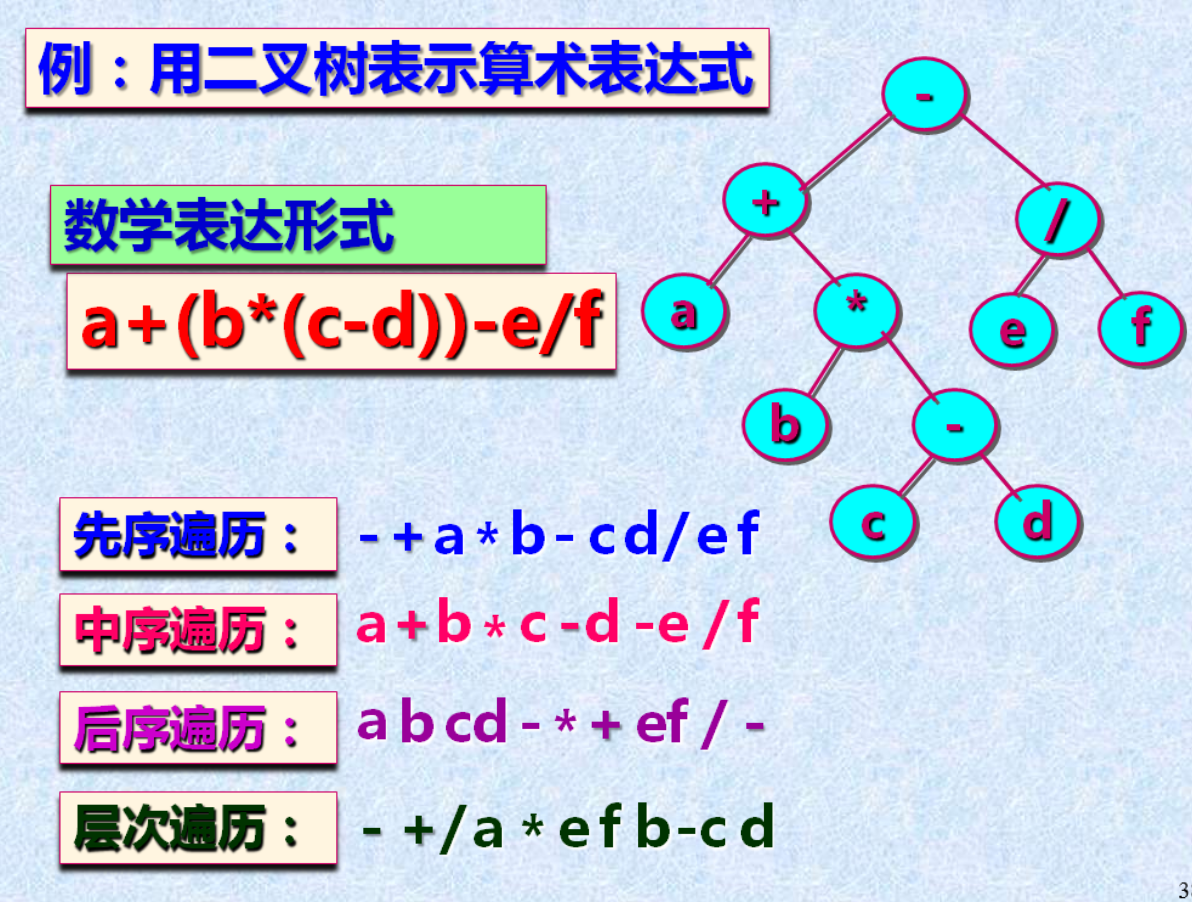 例：用二叉树表示算术表达式
数学表达形式
a+(b*(c-d))-e/f
-
+
/
a
*
e
f
b
-
c
d
先序遍历： -+a*b-cd/ef
中序遍历： a+b*c-d-e/f
后序遍历： abcd-*+ef/-
层次遍历： -+/a*efb-cd